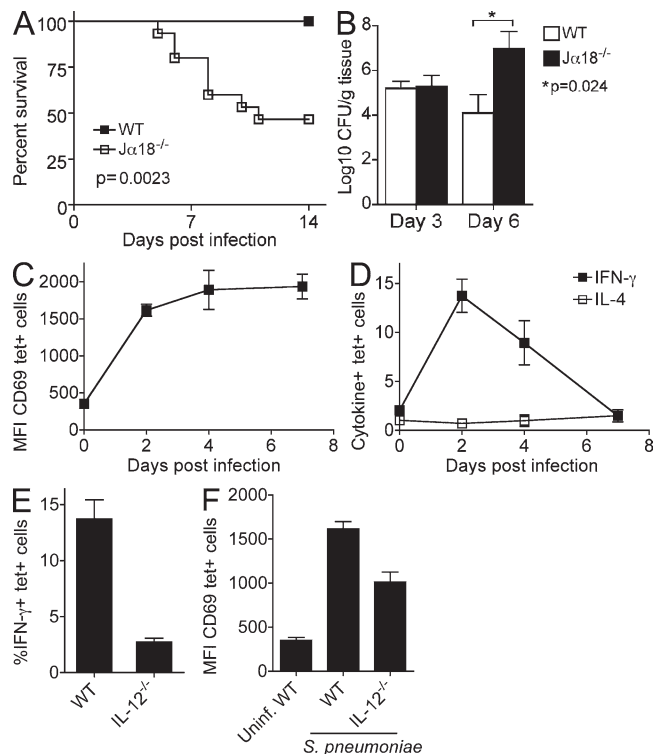 A
Percent survival
100
75
50
25
0
WT
Jα18-/-
p=0.0023
0
7
14
Days post infection
B
Log10 CFU/g tissue
8
6
4
2
0
*
WT
Jα18-/-
*p=0.024
Day 3
Day 6
C
MFI CD69 tet+ cells
2000
1500
1000
500
0
0
2
4
6
8
Days post infection
D
Cytokine+ tet+ cells
15
10
5
0
IFN-γ
IL-4
0
2
4
6
8
Days post infection
E
%IFN-γ+ tet+ cells
15
10
5
0
WT
IL-12-/-
F
MFI CD69 tet+ cells
2000
1500
1000
500
0
Uninf. WT
WT
IL-12-/-
S. pneumoniae